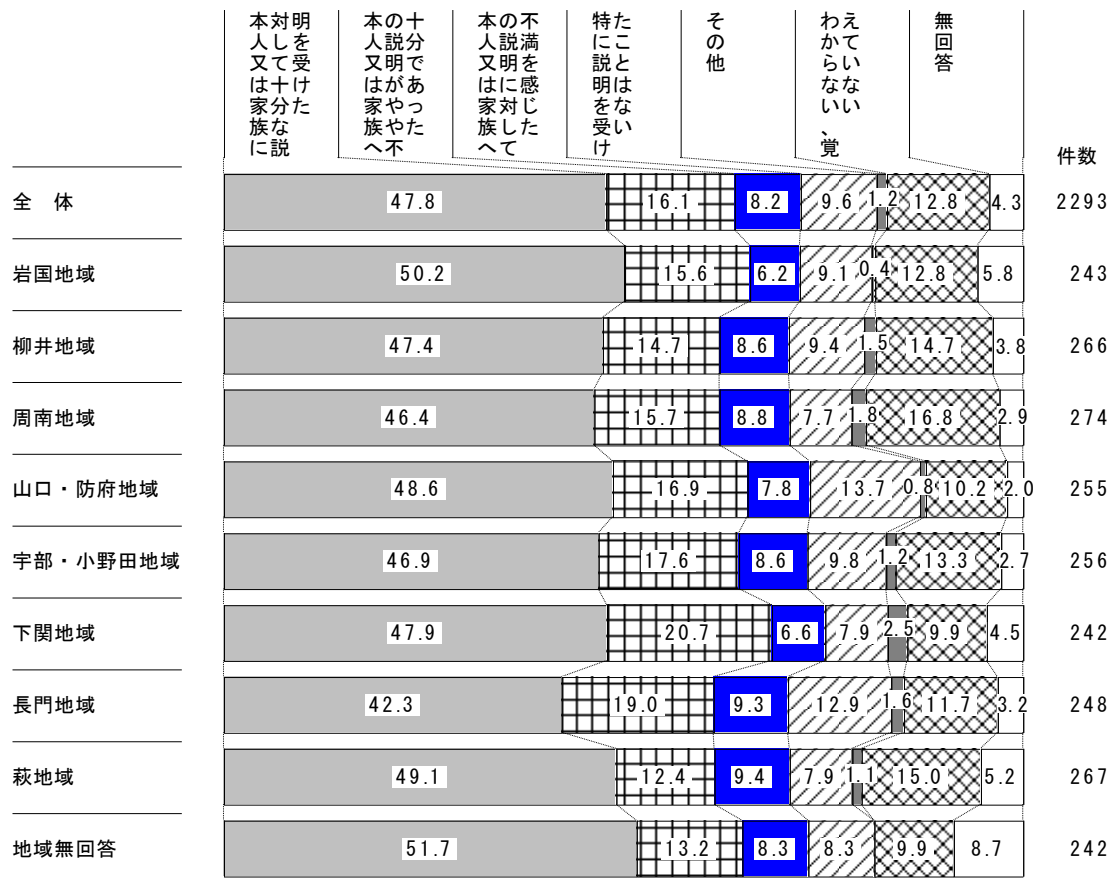 本人又は家族に
対して十分な説
明を受けた
本人又は家族へ
の説明がやや不
十分であった
本人又は家族へ
の説明に対して
不満を感じた
特に説明を受け
たことはない
その他
わからない、覚
えていない
無回答
件数
全　体 47.8 16.1 8.2 9.6 1.2 12.8 4.3 2293
岩国地域 50.2 15.6 6.2 9.1 0.4 12.8 5.8 243
柳井地域 47.4 14.7 8.6 9.4 1.5 14.7 3.8 266
周南地域 46.4 15.7 8.8 7.7 1.8 16.8 2.9 274
山口・防府地域 48.6 16.9 7.8 13.7 0.8 10.2 2.0 255
宇部・小野田地域 46.9 17.6 8.6 9.8 1.2 13.3 2.7 256
下関地域 47.9 20.7 6.6 7.9 2.5 9.9 4.5 242
長門地域 42.3 19.0 9.3 12.9 1.6 11.7 3.2 248
萩地域 49.1 12.4 9.4 7.9 1.1 15.0 5.2 267
地域無回答 51.7 13.2 8.3 8.3 9.9 8.7 242